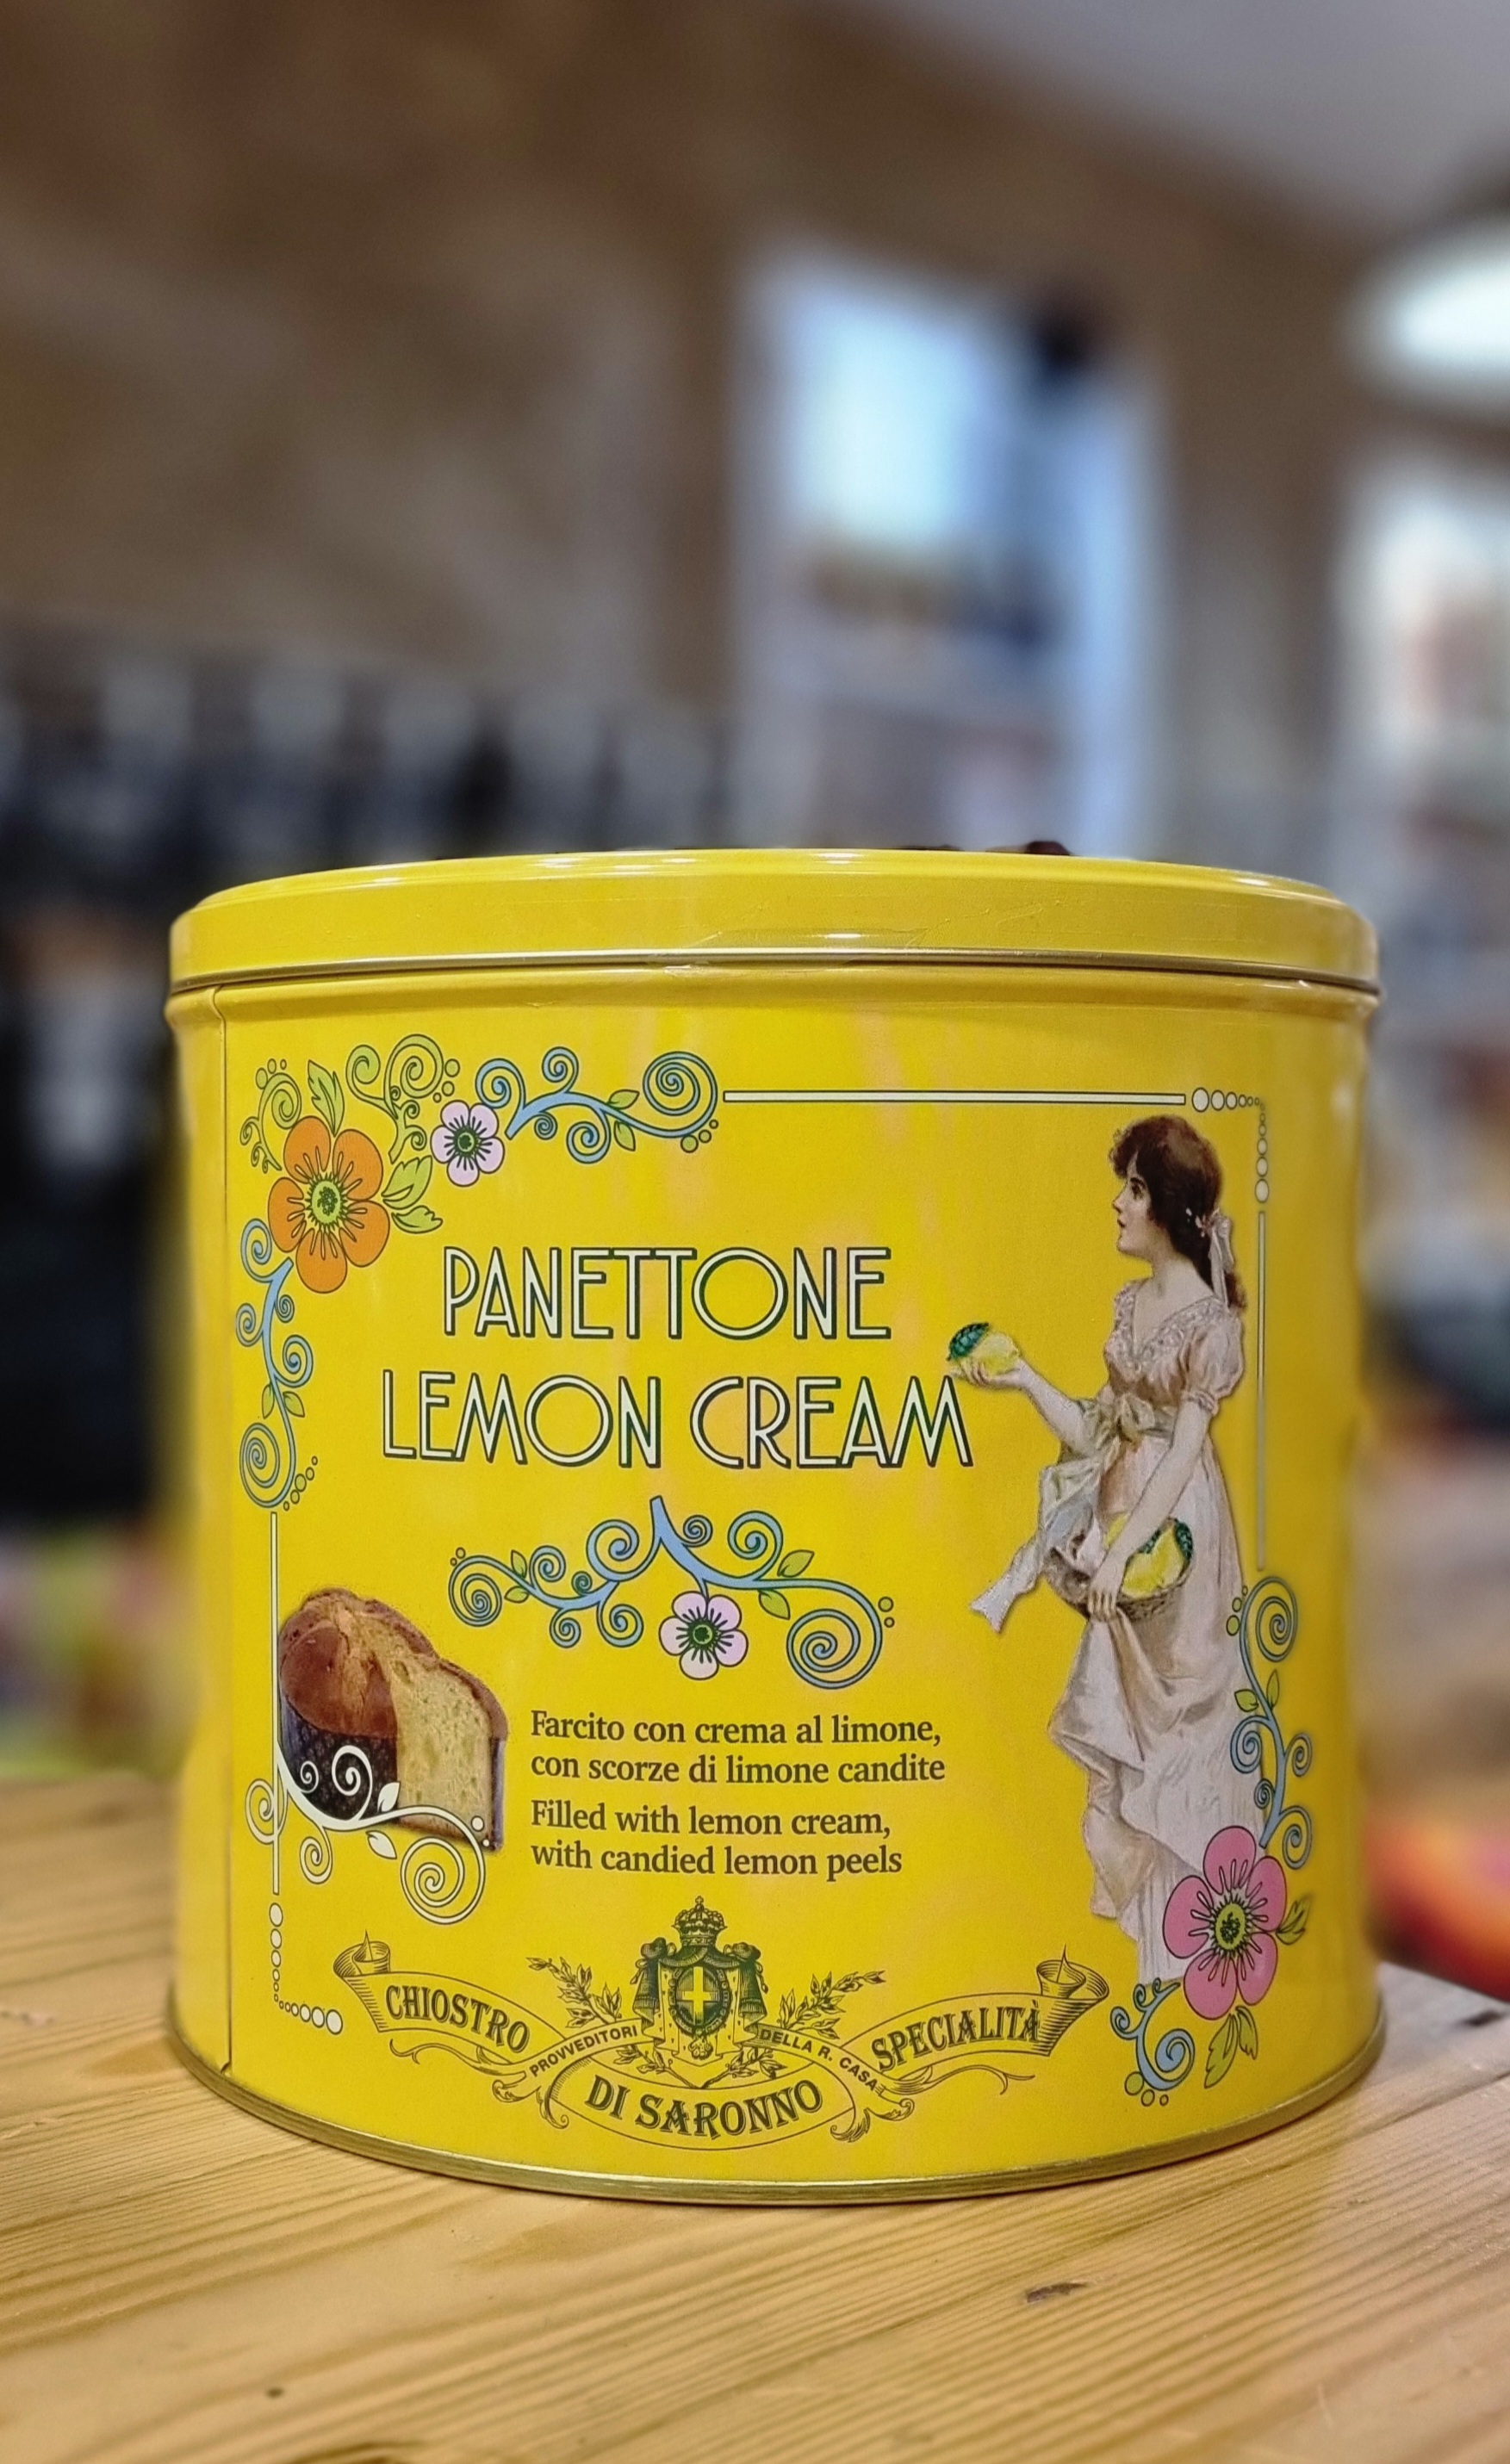 PANETTONE
LEMON CREAM
Farcito con crema al limone,
con scorze di limone candite
Filled with lemon cream,
with candied lemon peels
CHIOSTRO
PROVVEDITORI
DELLA R. CASA
SPECIALITÀ
DI SARONNO